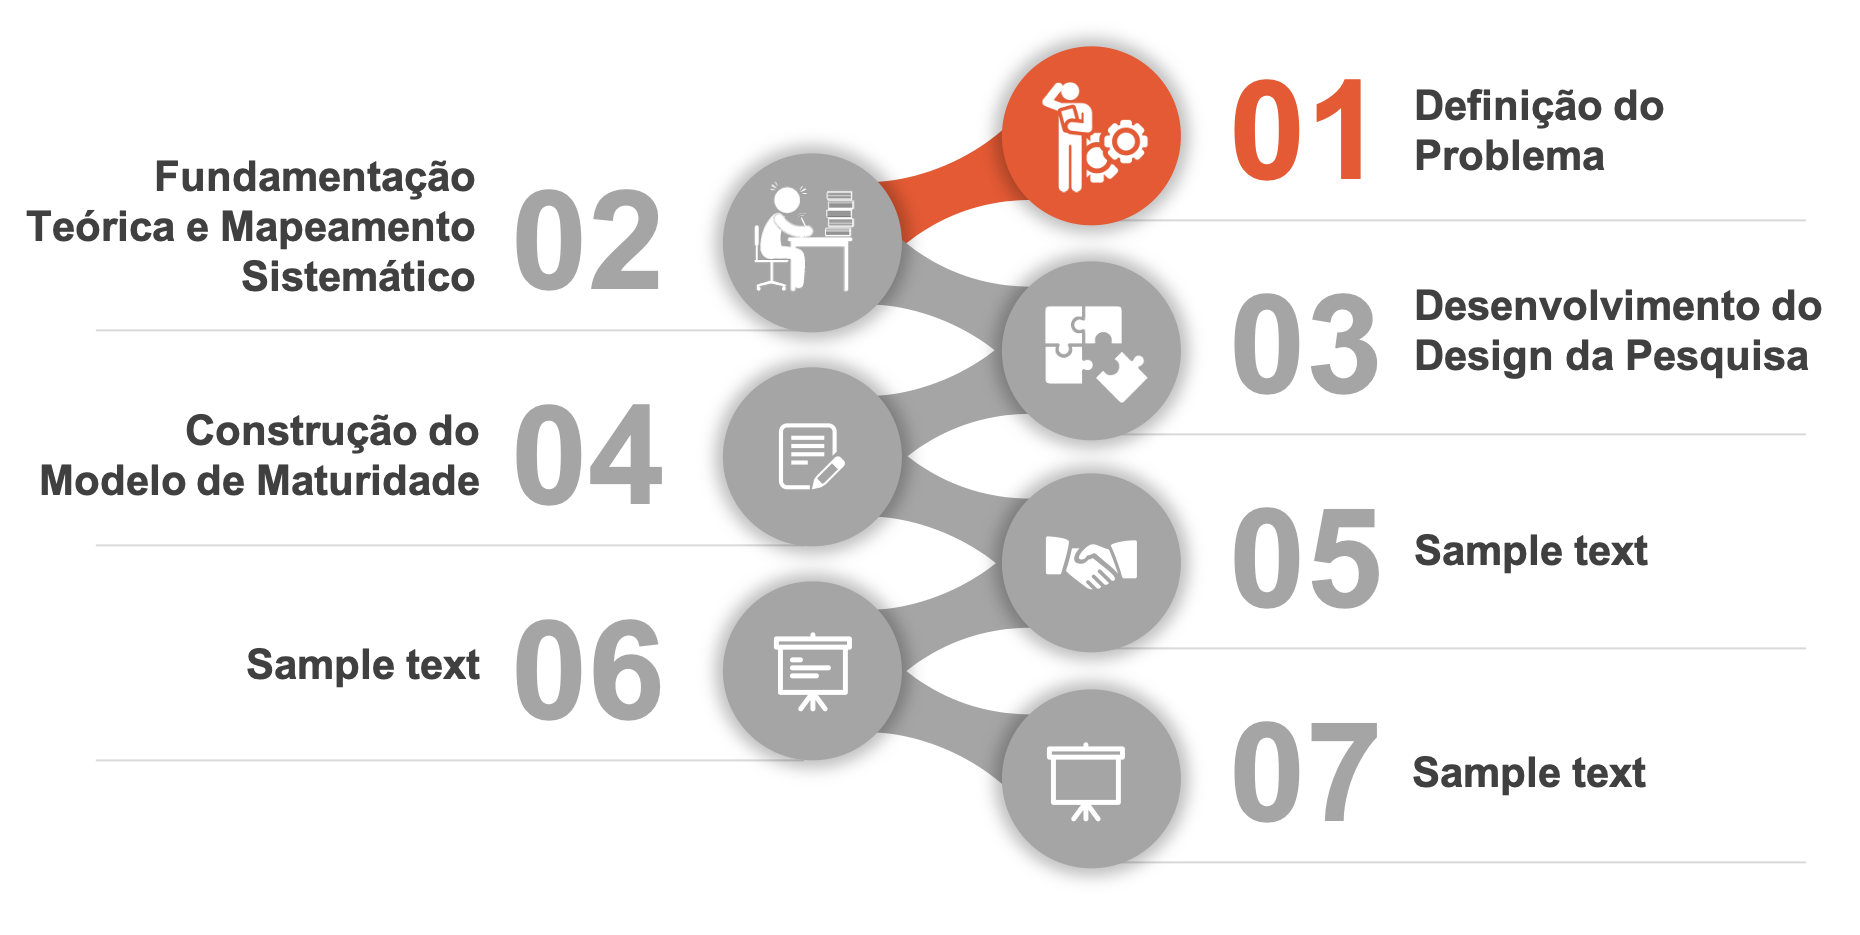 01
Definição do
Problema
Fundamentação
Teórica e Mapeamento
Sistemático
02
03
Desenvolvimento do
Design da Pesquisa
Construção do
Modelo de Maturidade
04
05
Sample text
Sample text
06
07
Sample text